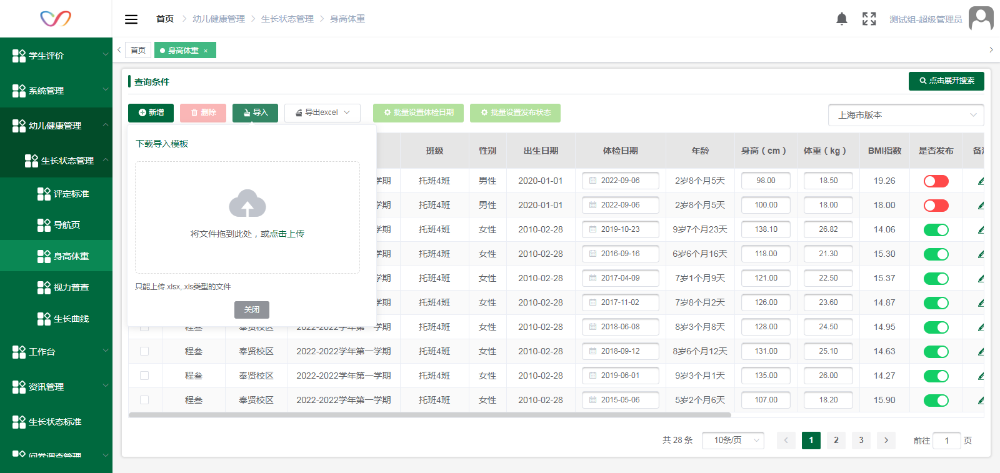 首页 > 幼儿健康管理 > 生长状态管理 > 身高体重
测试组-超级管理员
首页
身高体重 ×
学生评价
系统管理
幼儿健康管理
生长状态管理
评定标准
导航页
身高体重
视力普查
生长曲线
工作台
资讯管理
生长状态标准
问卷调查管理
查询条件
点击展开搜索
新增 删除 导入 导出excel 批量设置体检日期 批量设置发布状态
上海市版本
下载导入模板
将文件拖到此处，或点击上传
只能上传.xlsx,.xls类型的文件
关闭
班级 性别 出生日期 体检日期 年龄 身高（cm） 体重（kg） BMI指数 是否发布
学期 托班4班 男性 2020-01-01 2022-09-06 2岁8个月5天 98.00 18.50 19.26
学期 托班4班 男性 2020-01-01 2022-09-06 2岁8个月5天 100.00 18.00 18.00
学期 托班4班 女性 2010-02-28 2019-10-23 9岁7个月23天 138.10 26.82 14.06
学期 托班4班 女性 2010-02-28 2016-09-16 6岁6个月16天 118.00 21.30 15.30
学期 托班4班 女性 2010-02-28 2017-04-09 7岁1个月9天 121.00 22.50 15.37
学期 托班4班 女性 2010-02-28 2017-11-02 7岁8个月2天 126.00 23.60 14.87
程叁 奉贤校区 2022-2022学年第一学期 托班4班 女性 2010-02-28 2018-06-08 8岁3个月8天 128.00 24.50 14.95
程叁 奉贤校区 2022-2022学年第一学期 托班4班 女性 2010-02-28 2018-09-12 8岁6个月12天 131.00 25.10 14.63
程叁 奉贤校区 2022-2022学年第一学期 托班4班 女性 2010-02-28 2019-06-01 9岁3个月1天 135.00 26.00 14.27
程叁 奉贤校区 2022-2022学年第一学期 托班4班 女性 2010-02-28 2015-05-06 5岁2个月6天 107.00 18.20 15.90
共 28 条 10条/页 < 1 2 3 > 前往 1 页